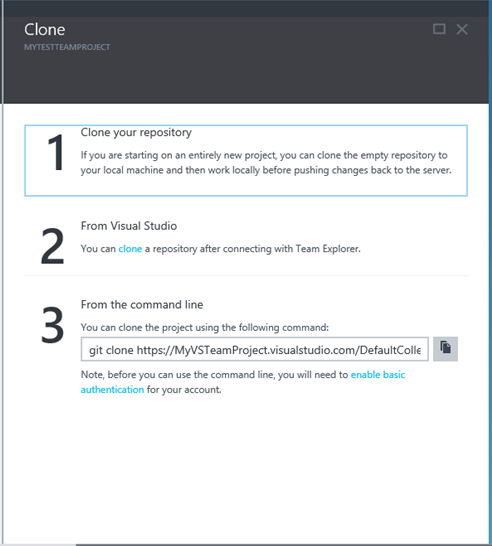 Clone
MYTESTTEAMPROJECT
1
Clone your repository
If you are starting on an entirely new project, you can clone the empty repository to
your local machine and then work locally before pushing changes back to the server.
2
From Visual Studio
You can clone a repository after connecting with Team Explorer.
3
From the command line
You can clone the project using the following command:
git clone https://MyVSTeamProject.visualstudio.com/DefaultColle
Note, before you can use the command line, you will need to enable basic
authentication for your account.